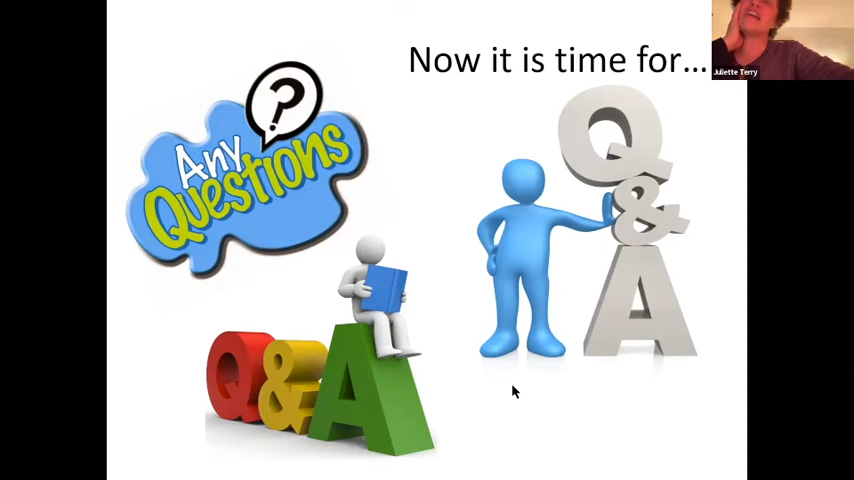 Now it is time for...
Juliette Terry
?
Any
Questions
Q
&
A
Q&A